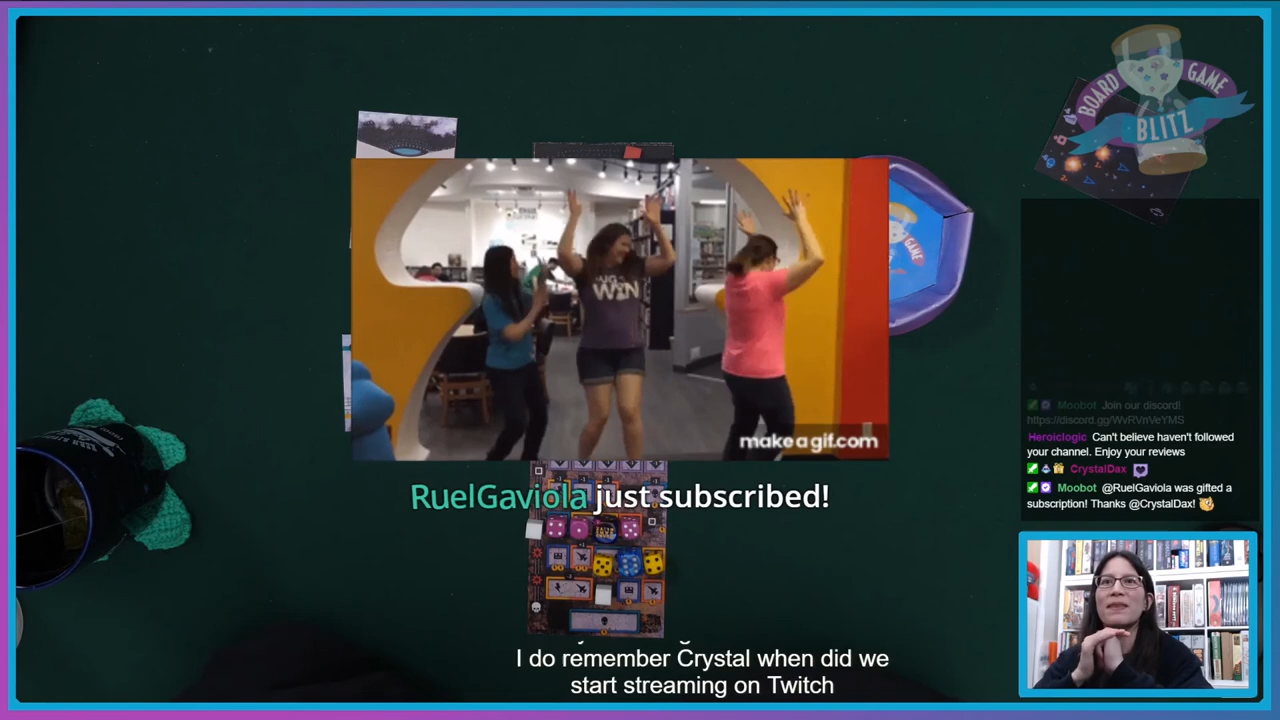 BOARD GAME
BLITZ
WIN
GAME
makeagif.com
RuelGaviola just subscribed!
Moobot Join our discord!
https://discord.gg/WvRVnVeYMS
Heroiclogic Can't believe haven't followed
your channel. Enjoy your reviews
CrystalDax
Moobot @RuelGaviola was gifted a
subscription! Thanks @CrystalDax!
I do remember Crystal when did we
start streaming on Twitch